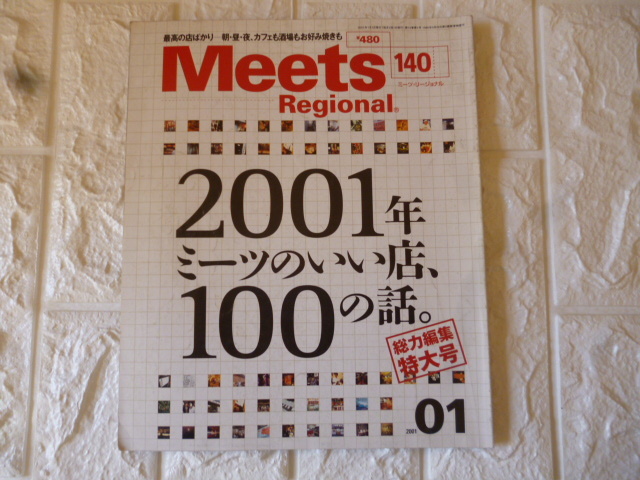 最高の店ばかり─朝・昼・夜、カフェも酒場もお好み焼きも
¥480
Meets
140
Regional®
ミーツ・リージョナル
2001年
ミーツのいい店、
100の話。
総力編集
特大号
2001 01